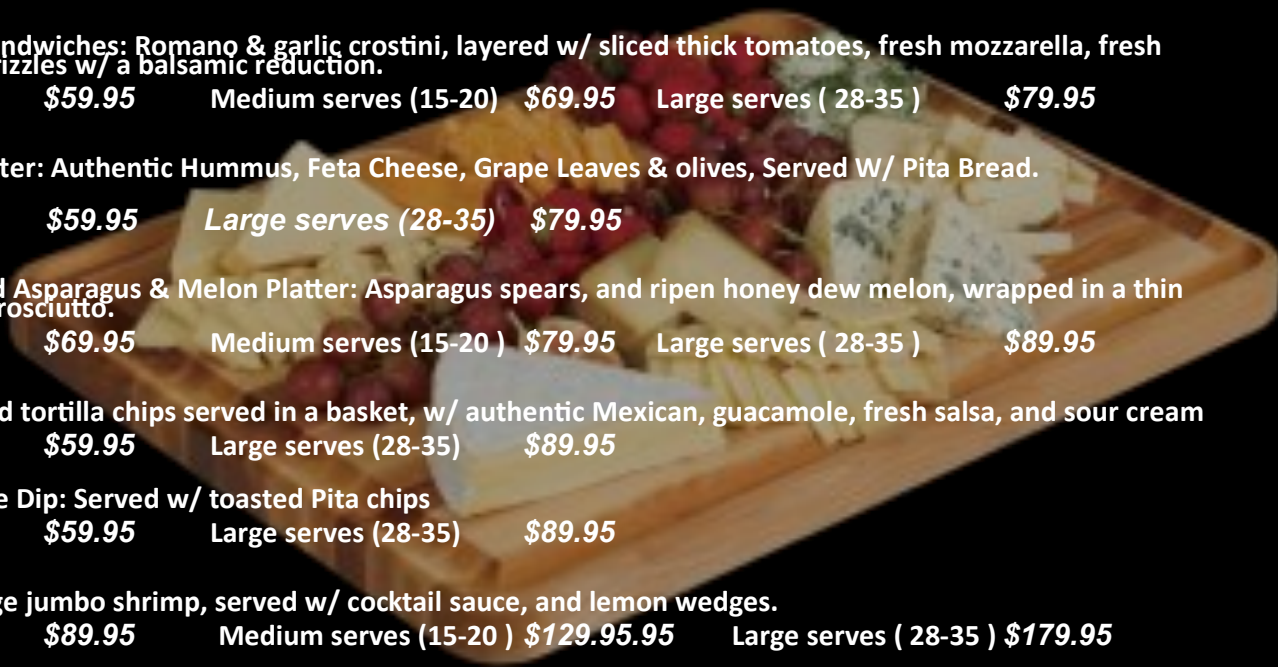 ndwiches: Romano & garlic crostini, layered w/ sliced thick tomatoes, fresh mozzarella, fresh
rizzles w/ a balsamic reduction.
$59.95 Medium serves (15-20) $69.95 Large serves ( 28-35 ) $79.95
ter: Authentic Hummus, Feta Cheese, Grape Leaves & olives, Served W/ Pita Bread.
$59.95 Large serves (28-35) $79.95
d Asparagus & Melon Platter: Asparagus spears, and ripen honey dew melon, wrapped in a thin
rosciutto.
$69.95 Medium serves (15-20 ) $79.95 Large serves ( 28-35 ) $89.95
d tortilla chips served in a basket, w/ authentic Mexican, guacamole, fresh salsa, and sour cream
$59.95 Large serves (28-35) $89.95
e Dip: Served w/ toasted Pita chips
$59.95 Large serves (28-35) $89.95
ge jumbo shrimp, served w/ cocktail sauce, and lemon wedges.
$89.95 Medium serves (15-20 ) $129.95.95 Large serves ( 28-35 ) $179.95